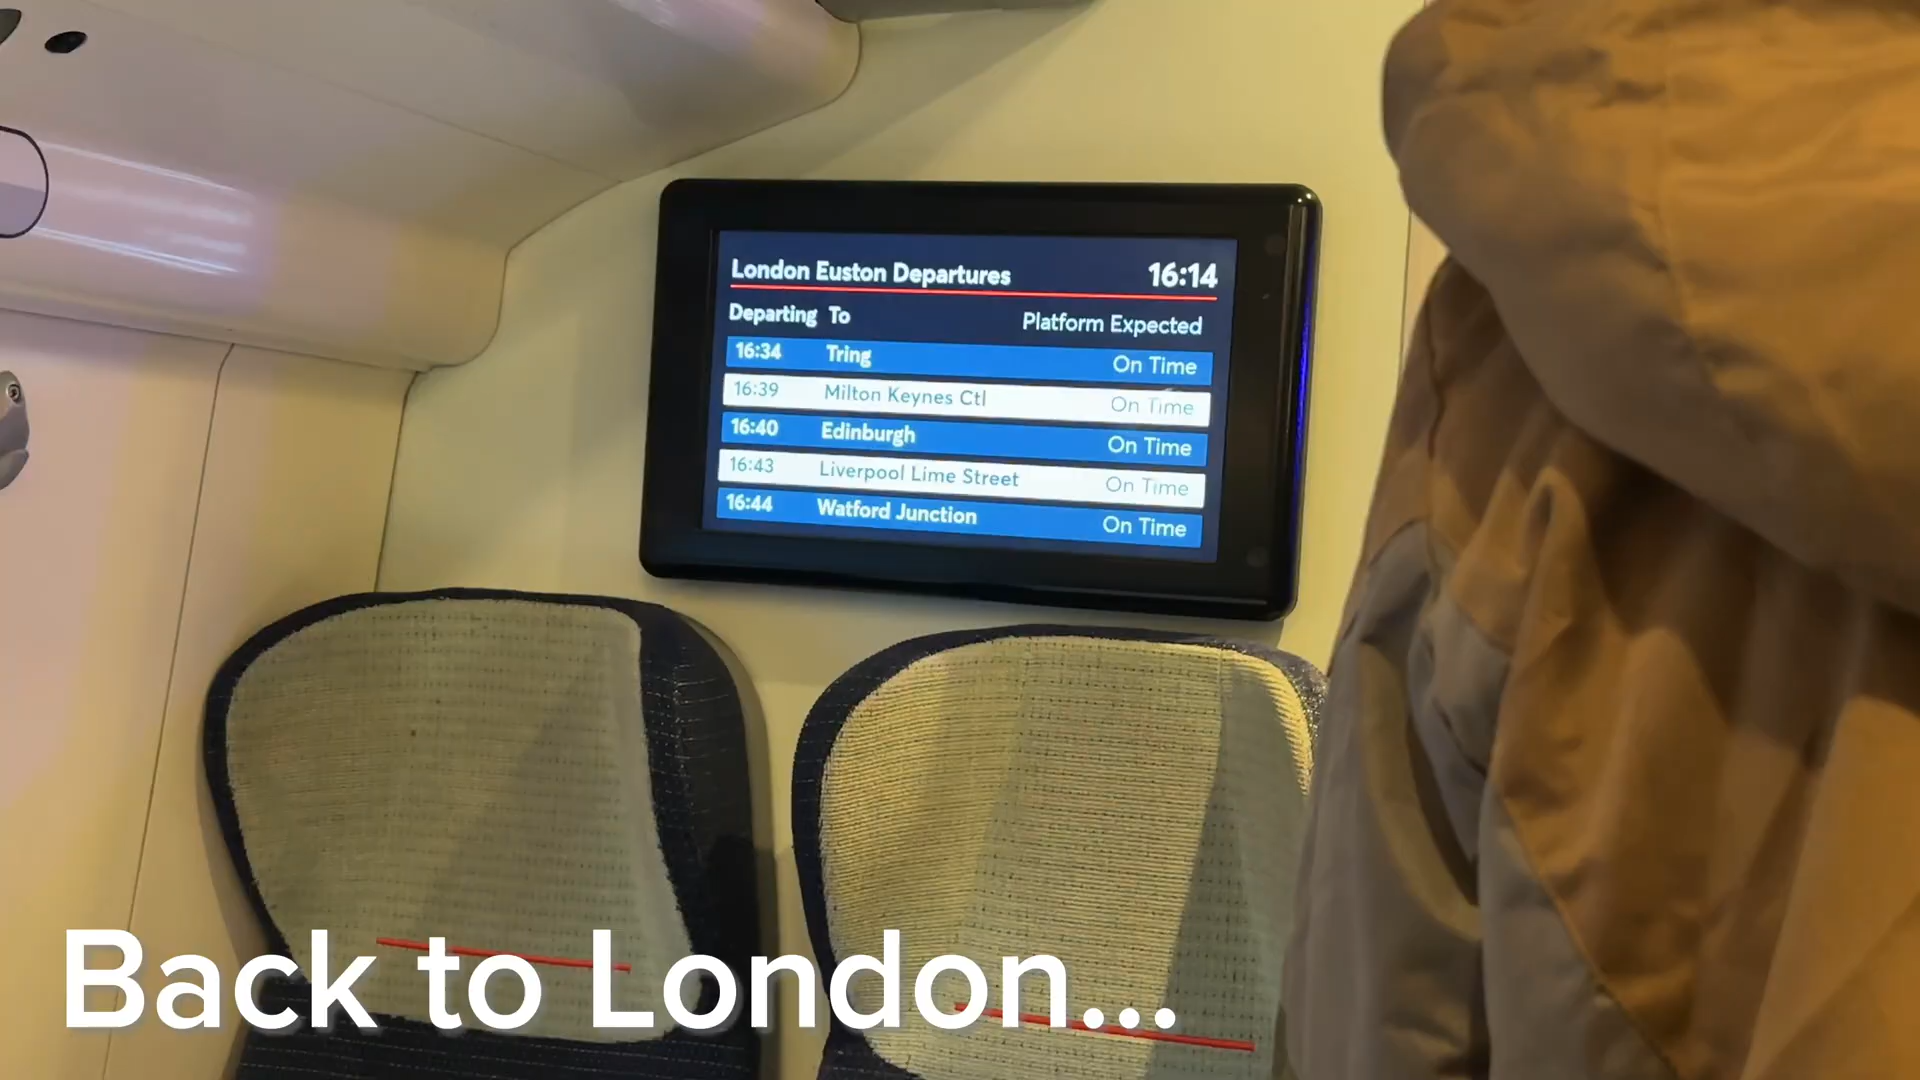 London Euston Departures 16:14
Departing To Platform Expected
16:34 Tring On Time
16:39 Milton Keynes Ctl On Time
16:40 Edinburgh On Time
16:43 Liverpool Lime Street On Time
16:44 Watford Junction On Time
Back to London...